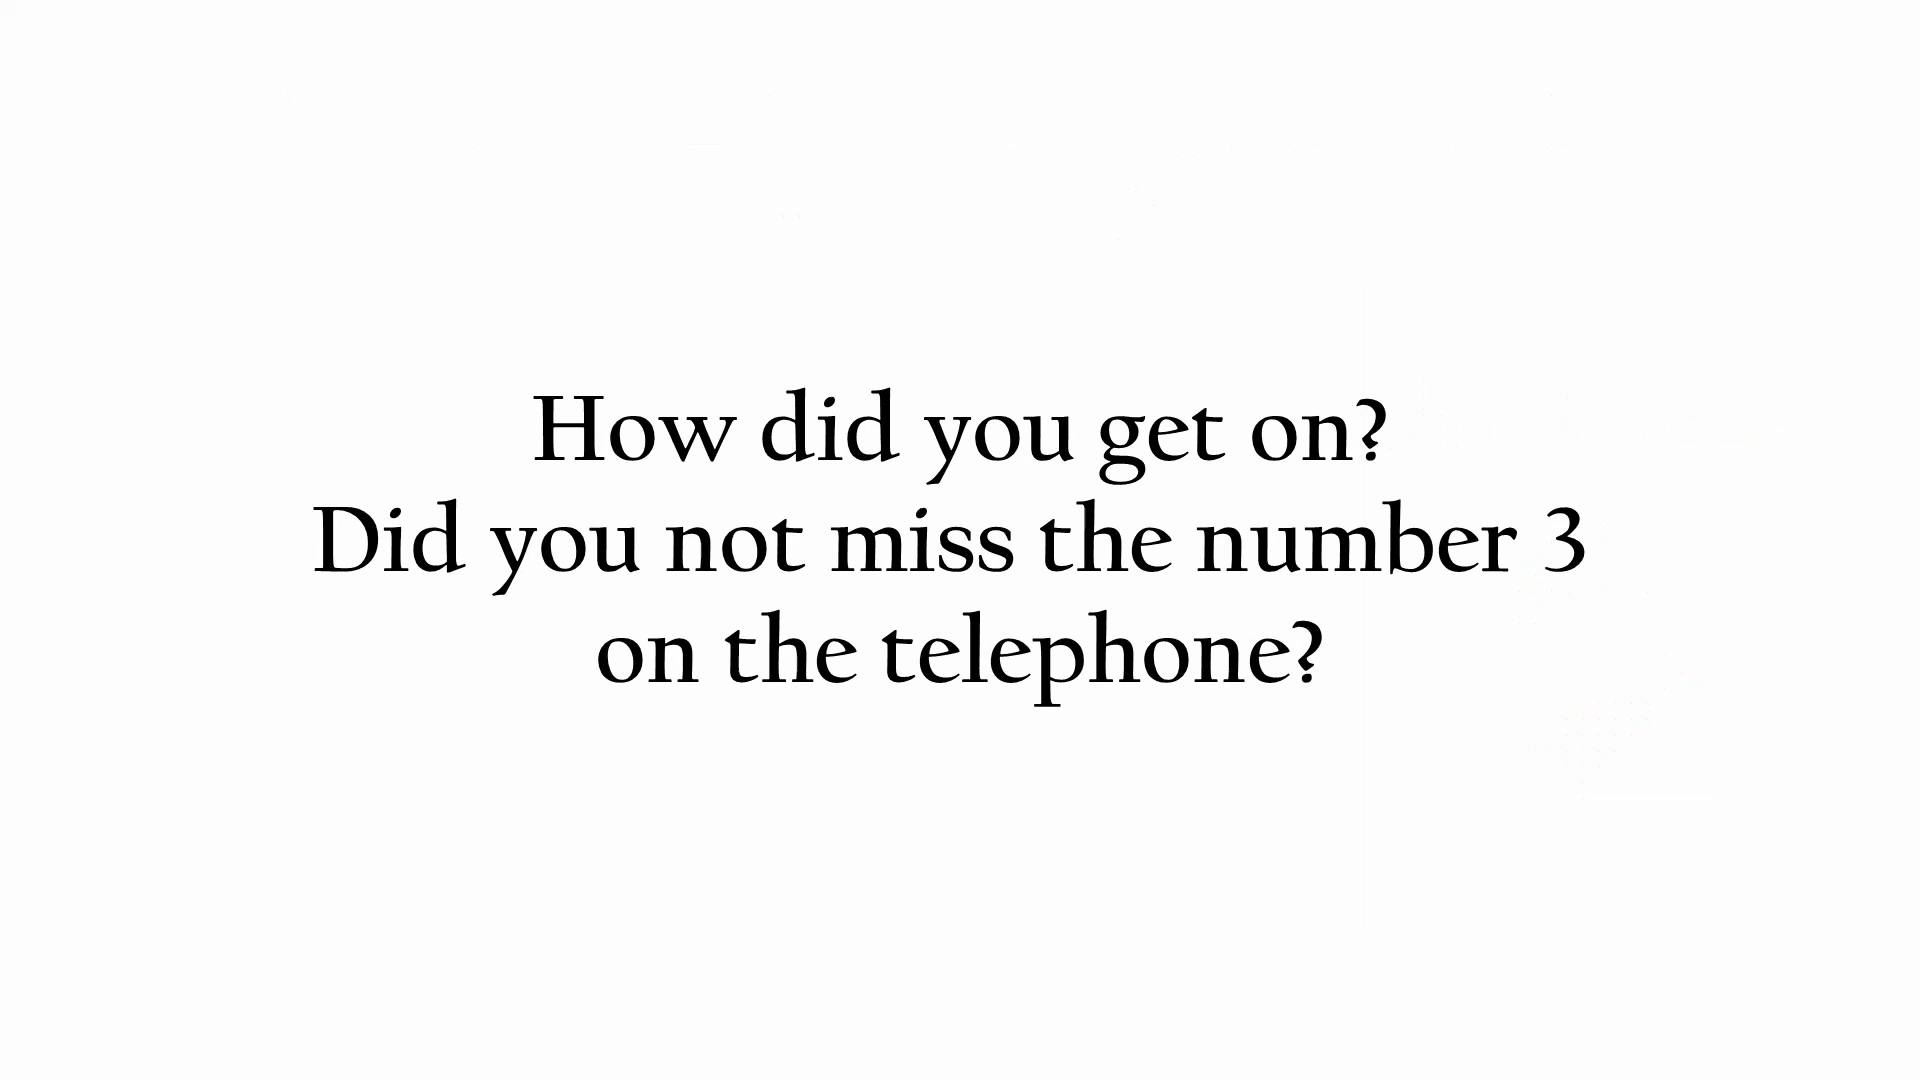 How did you get on?
Did you not miss the number 3
on the telephone?